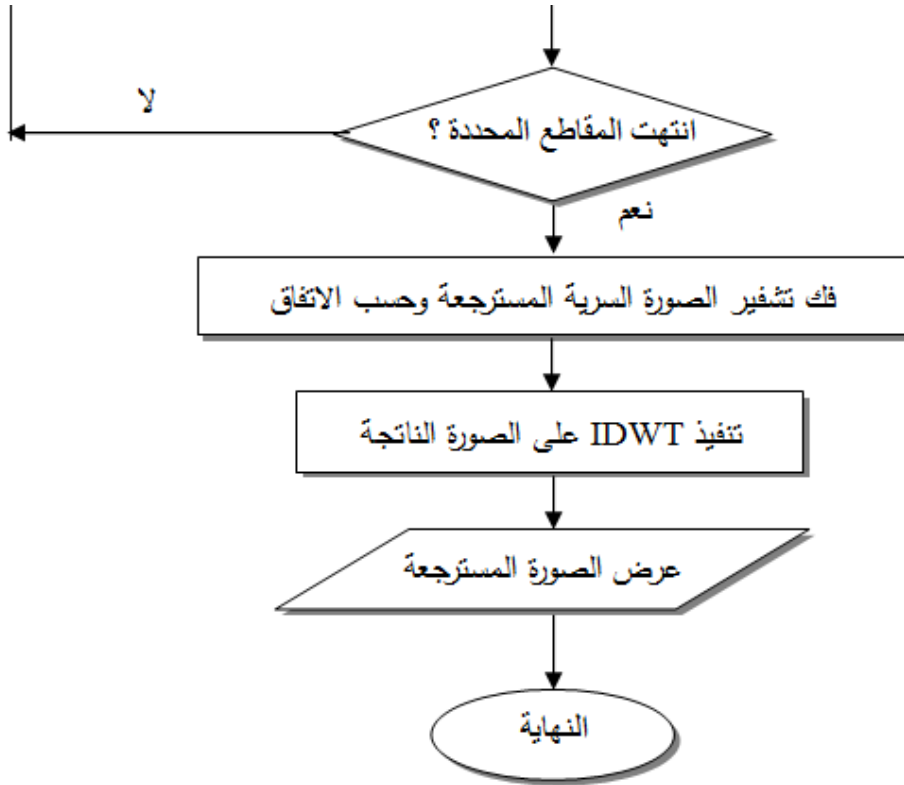 لا
انتهت المقاطع المحددة ؟
نعم
فك تشفير الصورة السرية المسترجعة وحسب الاتفاق
تنفيذ IDWT على الصورة الناتجة
عرض الصورة المسترجعة
النهاية